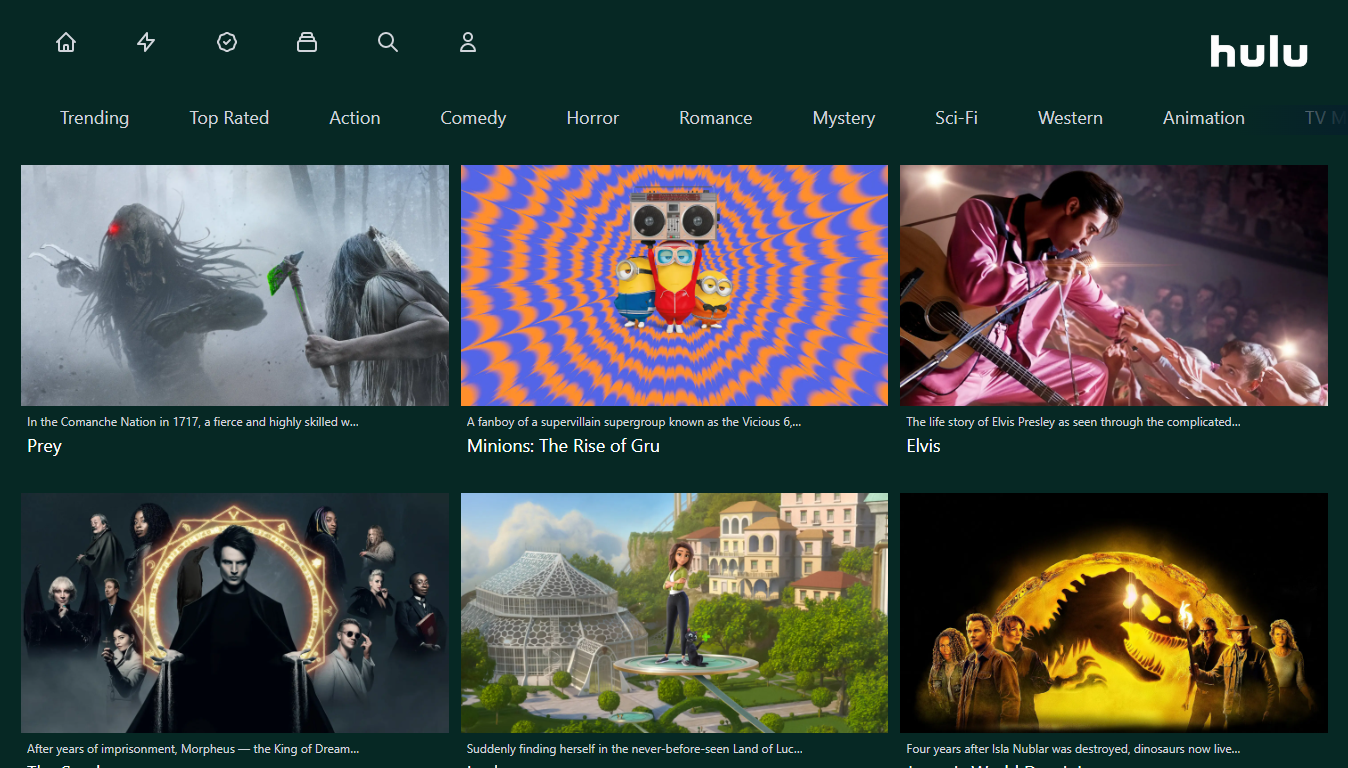 hulu
Trending Top Rated Action Comedy Horror Romance Mystery Sci-Fi Western Animation TV
In the Comanche Nation in 1717, a fierce and highly skilled w...
Prey
A fanboy of a supervillain supergroup known as the Vicious 6,...
Minions: The Rise of Gru
The life story of Elvis Presley as seen through the complicated...
Elvis
After years of imprisonment, Morpheus — the King of Dream...
Suddenly finding herself in the never-before-seen Land of Luc...
Four years after Isla Nublar was destroyed, dinosaurs now live...